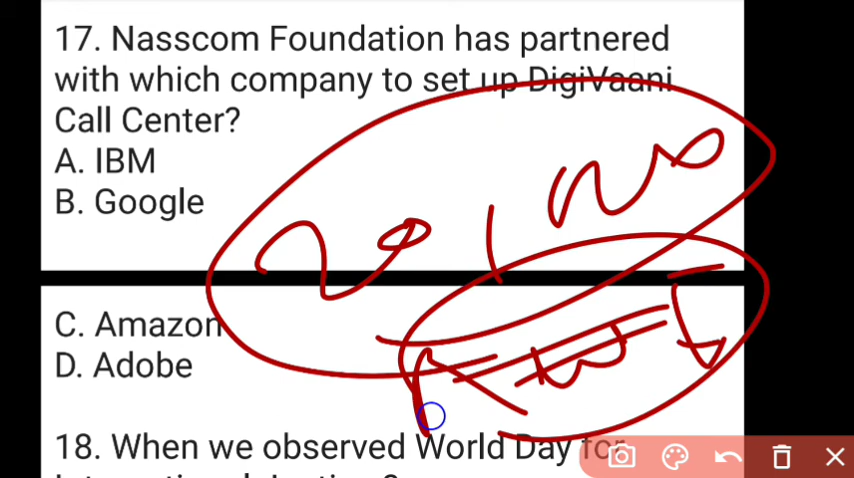 17. Nasscom Foundation has partnered
with which company to set up DigiVaani
Call Center?
A. IBM
B. Google
C. Amazon
D. Adobe
18. When we observed World Day for